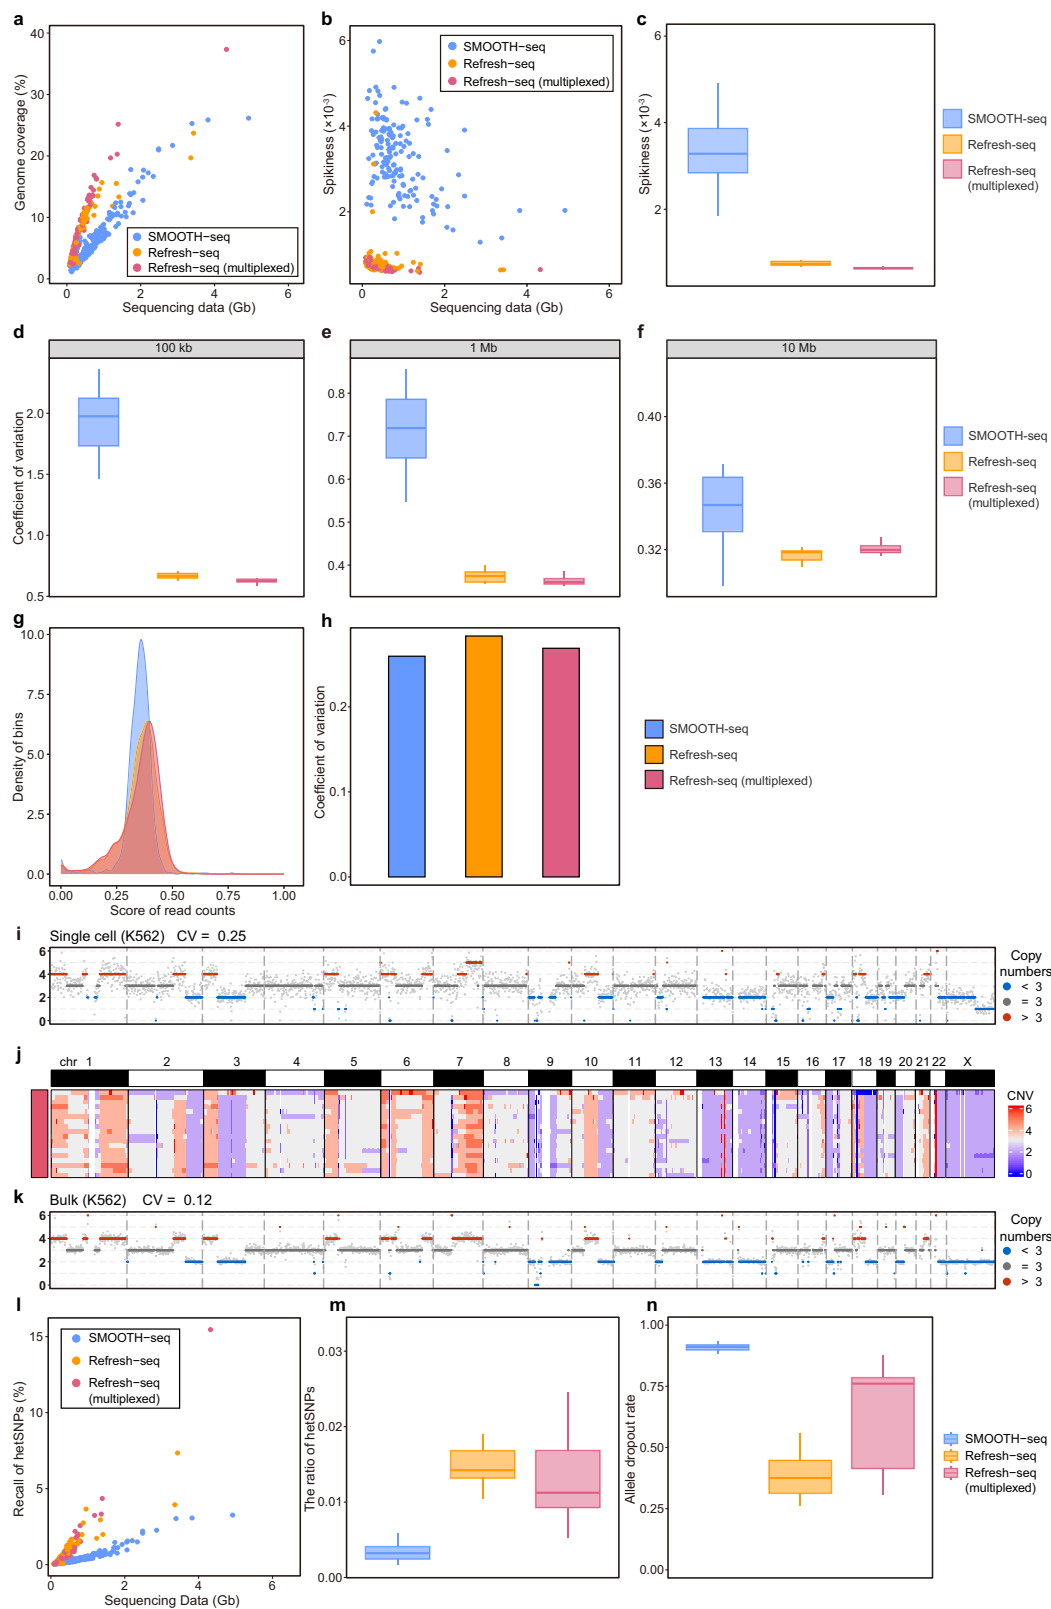 a
Genome coverage (%)
40
30
20
10
0
0 2 4 6
Sequencing data (Gb)
SMOOTH−seq
Refresh−seq
Refresh−seq (multiplexed)
b
Spikiness (×10⁻³)
6
4
2
0 2 4 6
Sequencing data (Gb)
SMOOTH−seq
Refresh−seq
Refresh−seq (multiplexed)
c
Spikiness (×10⁻³)
6
4
2
SMOOTH-seq
Refresh-seq
Refresh-seq
(multiplexed)
d
100 kb
Coefficient of variation
2.0
1.5
1.0
0.5
e
1 Mb
0.8
0.7
0.6
0.5
0.4
f
10 Mb
0.40
0.36
0.32
SMOOTH-seq
Refresh-seq
Refresh-seq
(multiplexed)
g
Density of bins
10.0
7.5
5.0
2.5
0.0
0.00 0.25 0.50 0.75 1.00
Score of read counts
h
Coefficient of variation
0.2
0.1
0.0
SMOOTH-seq
Refresh-seq
Refresh-seq (multiplexed)
i
Single cell (K562) CV = 0.25
6
4
2
0
Copy
numbers
< 3
= 3
> 3
j
chr 1 2 3 4 5 6 7 8 9 10 11 12 13 14 15 16 17 18 19 20 21 22 X
CNV
6
4
2
0
k
Bulk (K562) CV = 0.12
6
4
2
0
Copy
numbers
< 3
= 3
> 3
l
Recall of hetSNPs (%)
15
10
5
0
0 2 4 6
Sequencing Data (Gb)
SMOOTH−seq
Refresh−seq
Refresh−seq
(multiplexed)
m
The ratio of hetSNPs
0.03
0.02
0.01
0.00
n
Allele dropout rate
1.00
0.75
0.50
0.25
0.00
SMOOTH-seq
Refresh-seq
Refresh-seq
(multiplexed)